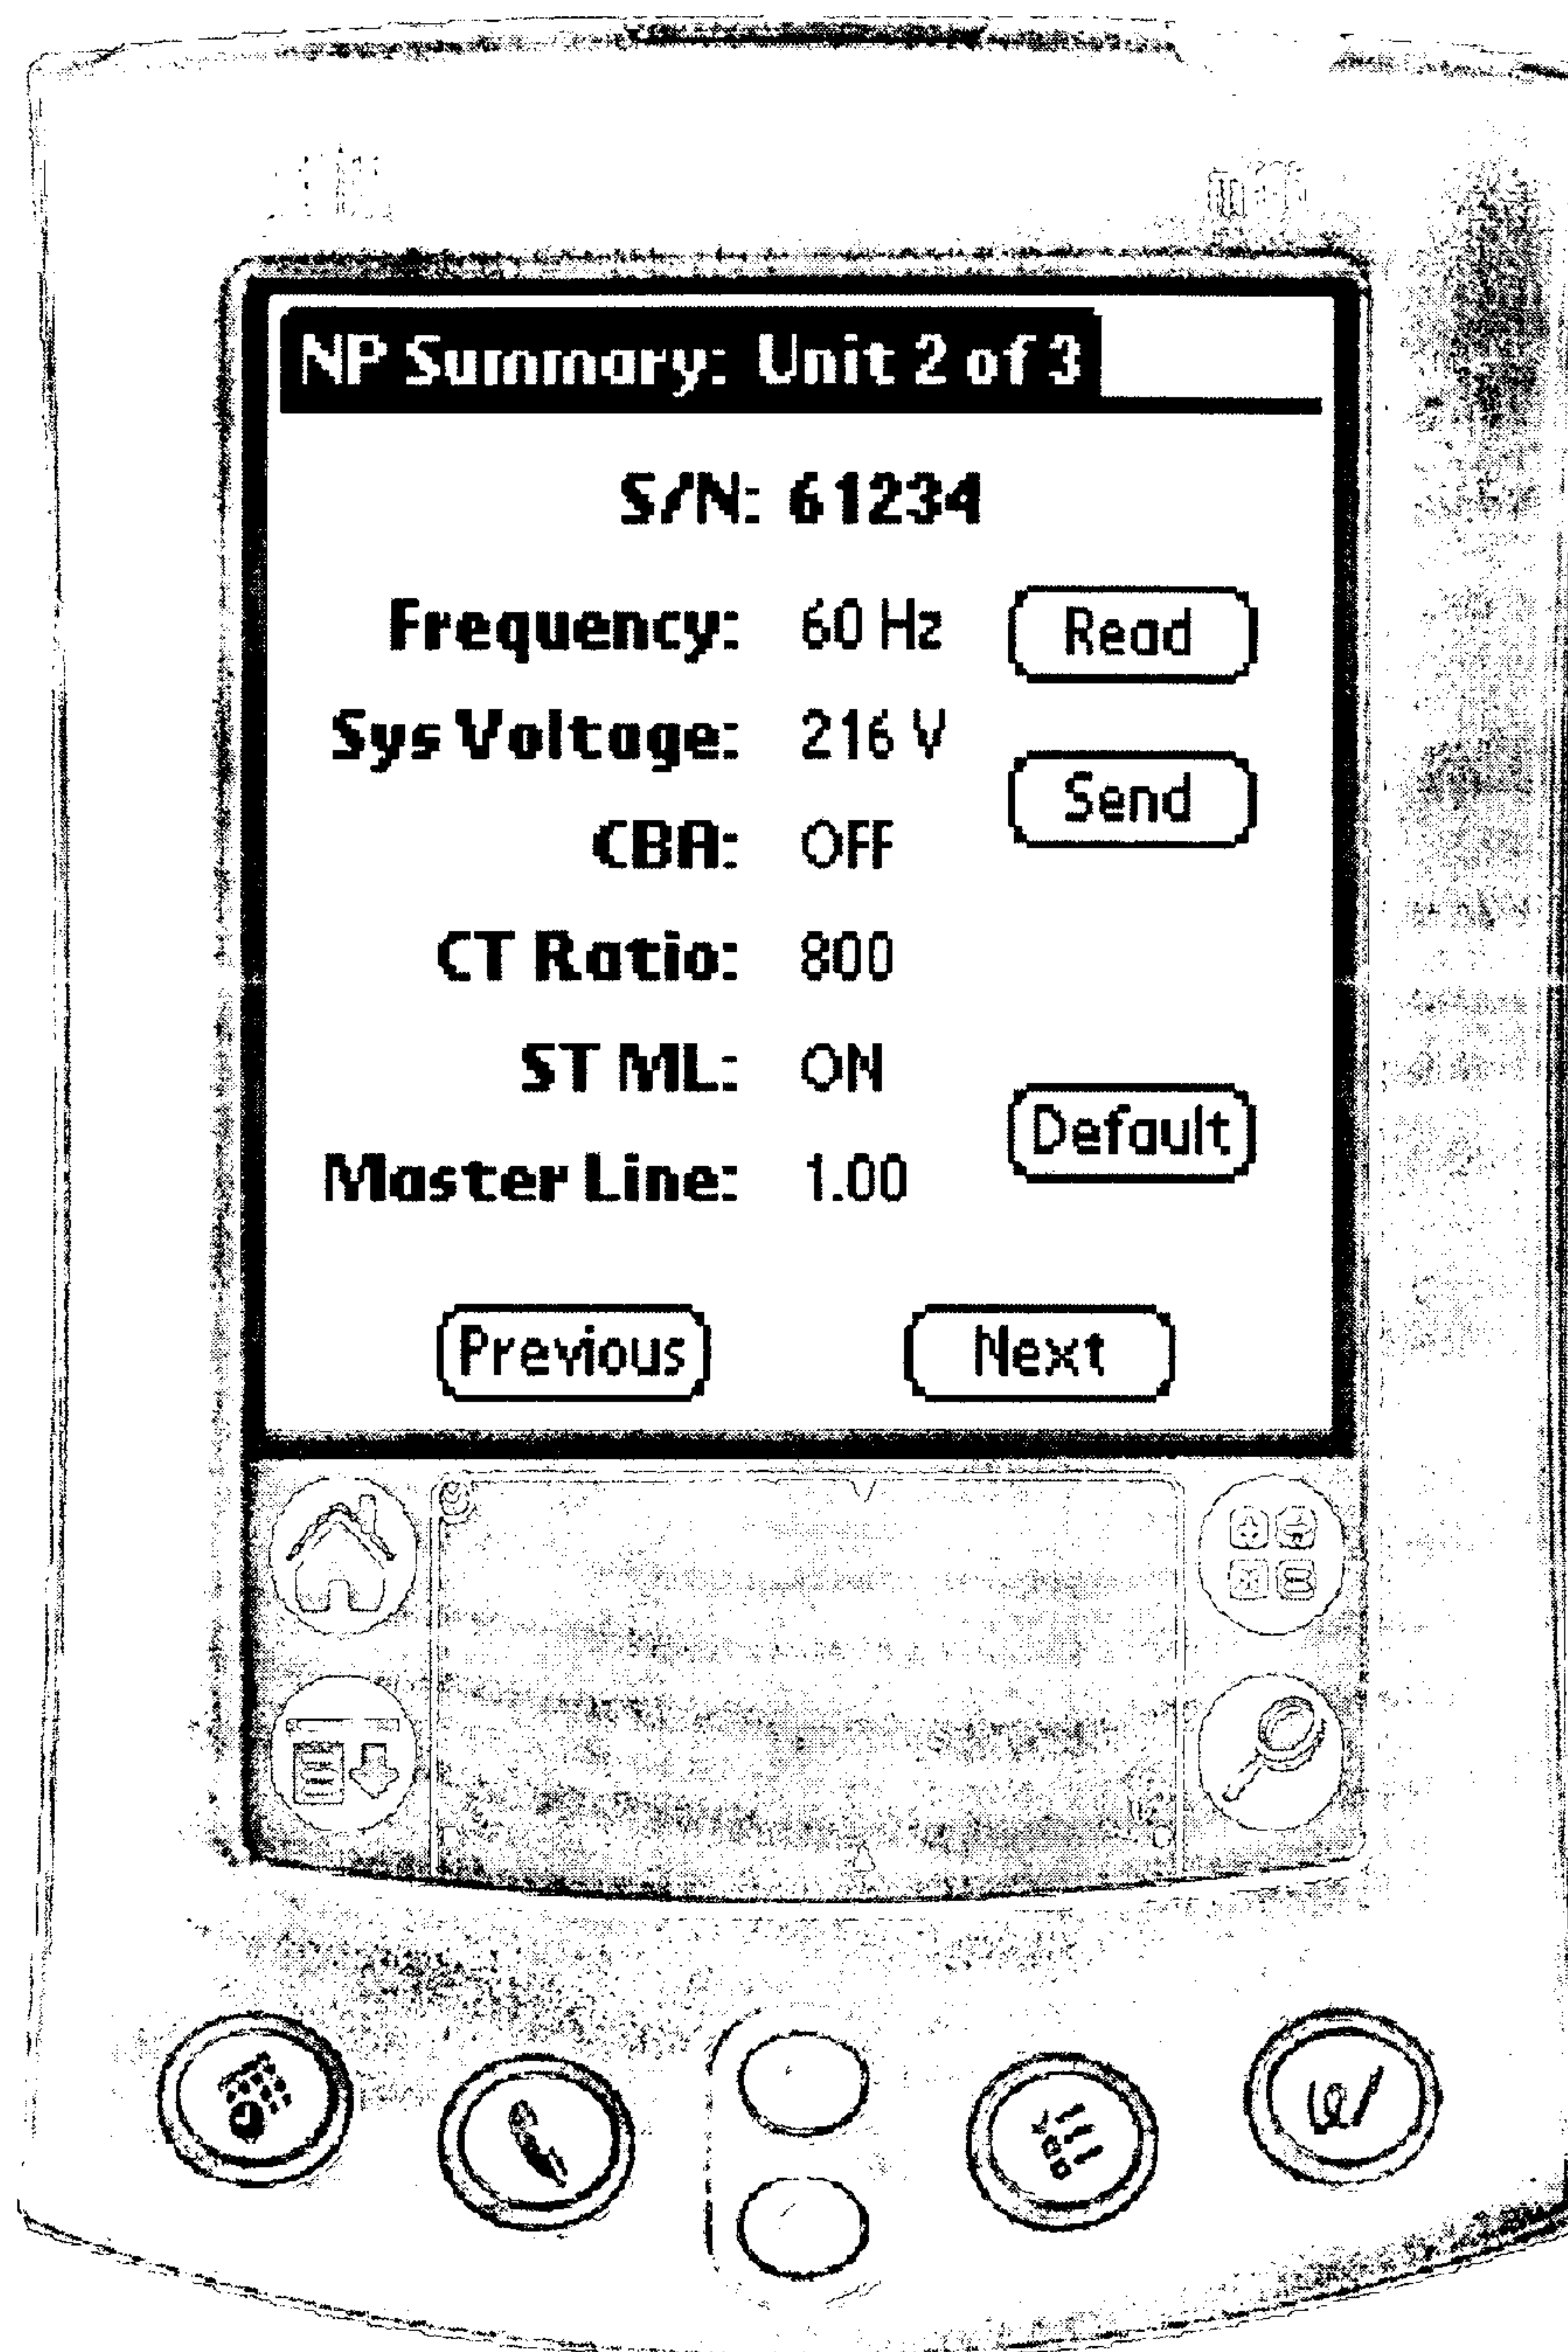 NP Summary: Unit 2 of 3
S/N: 61234
Frequency: 60 Hz Read
Sys Voltage: 216 V
Send
CBA: OFF
CT Ratio: 800
ST ML: ON
Default
Master Line: 1.00
Previous Next